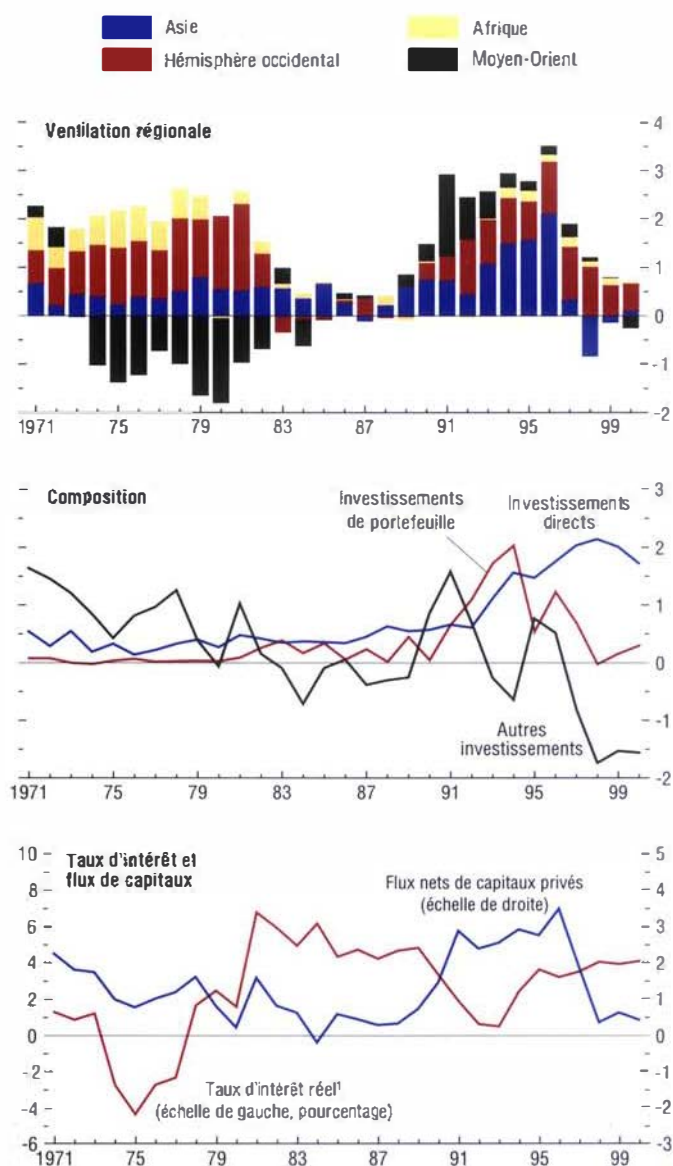 Asie
Afrique
Hémisphère occidental
Moyen-Orient
Ventilation régionale
4
3
2
1
0
-1
-2
1971 75 79 83 87 91 95 99
Composition
Investissements
de portefeuille
Investissements
directs
3
2
1
0
-1
-2
Autres
investissements
1971 75 79 83 87 91 95 99
Taux d'intérêt et
flux de capitaux
Flux nets de capitaux privés
(échelle de droite)
10
8
6
4
2
0
-2
-4
-6
5
4
3
2
1
0
-1
-2
-3
Taux d'intérêt réel¹
(échelle de gauche, pourcentage)
1971 75 79 83 87 91 95 99